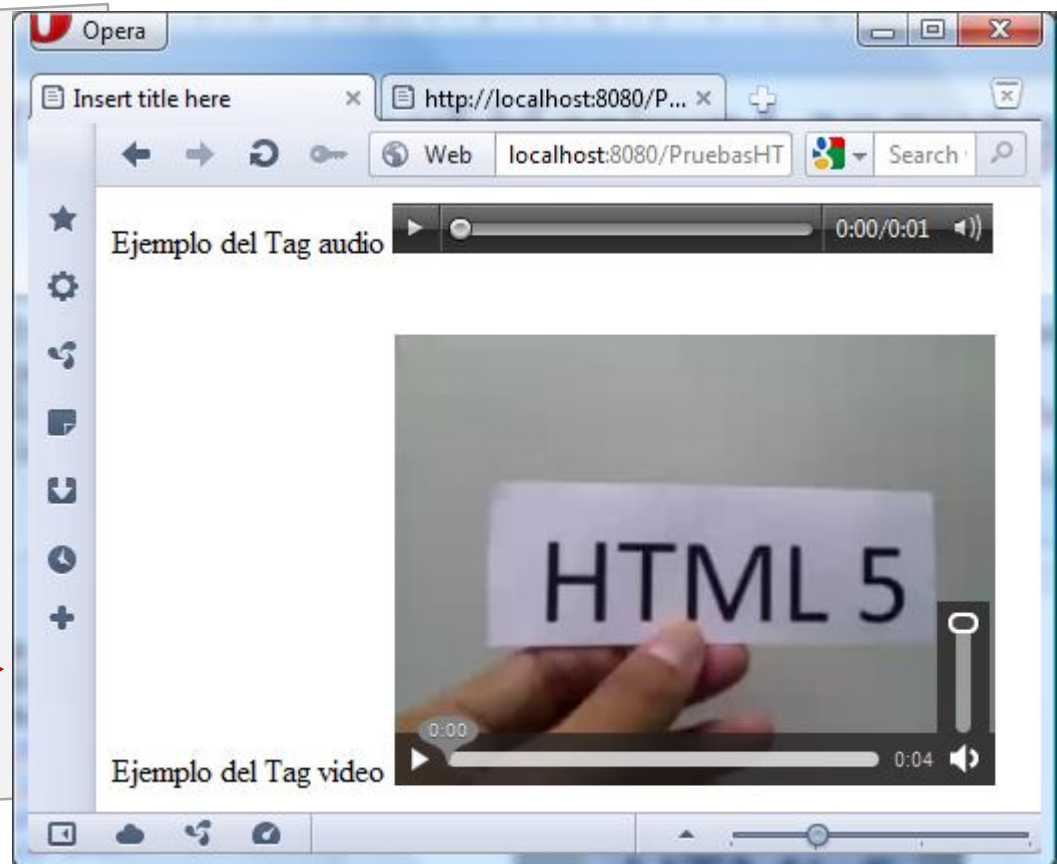 Opera
Insert title here
http://localhost:8080/P...
Web localhost:8080/PruebasHT Search
Ejemplo del Tag audio 0:00/0:01
HTML 5
0:00
0:04
Ejemplo del Tag video